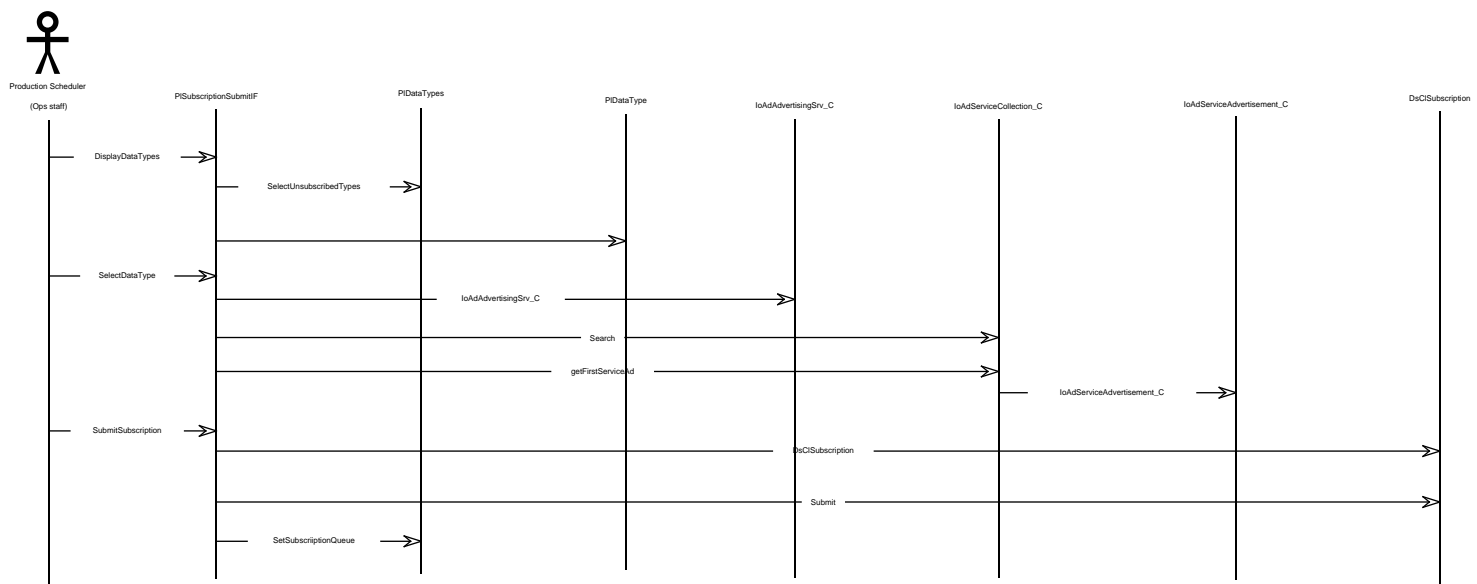 Production Scheduler
(Ops staff)
PlSubscriptionSubmitIF
PlDataTypes
PlDataType
IoAdAdvertisingSrv_C
IoAdServiceCollection_C
IoAdServiceAdvertisement_C
DsClSubscription
DisplayDataTypes
SelectUnsubscribedTypes
SelectDataType
IoAdAdvertisingSrv_C
Search
getFirstServiceAd
IoAdServiceAdvertisement_C
SubmitSubscription
DsClSubscription
Submit
SetSubscriiptionQueue